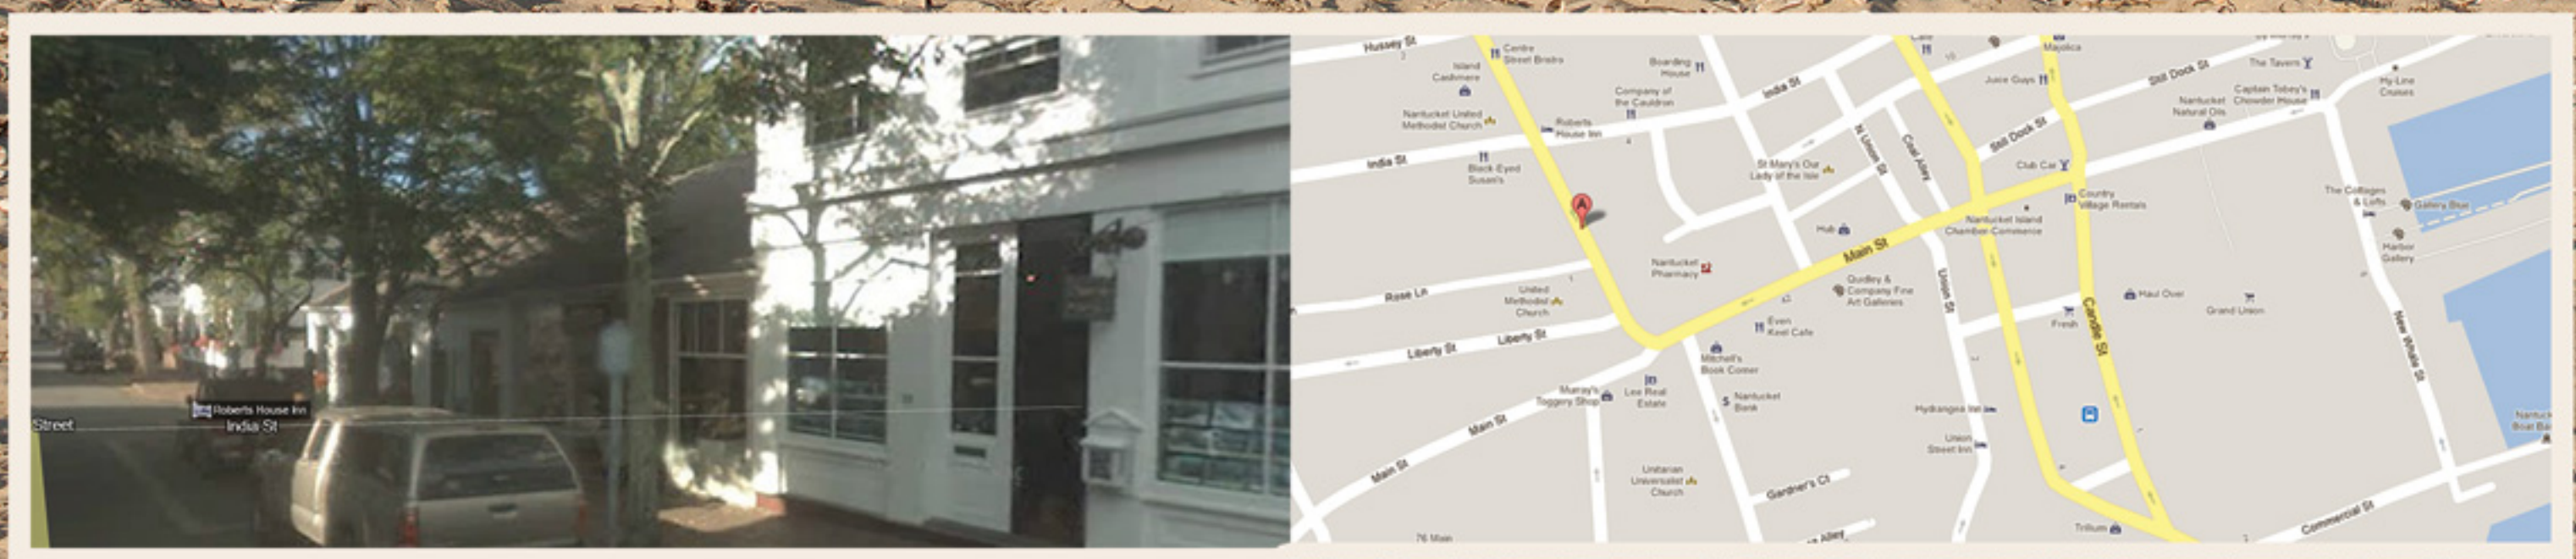 Roberts House Inn
India St
Street
Hussey St
Centre
Street Bistro
Island
Cashmere
Nantucket United
Methodist Church
Boarding
House
Company of
the Cauldron
Roberts
House Inn
India St
India St
Black-Eyed
Susan's
A
Rose Ln
United
Methodist
Church
Liberty St
Liberty St
Nantucket
Pharmacy
St Mary's Our
Lady of the Isle
N Union St
Coal Alley
Cafe
10
Juice Guys
Majolica
Still Dock St
Still Dock St
The Tavern
Captain Tobey's
Chowder House
Nantucket
Natural Oils
Hy-Line
Cruises
Club Car
Country
Village Rentals
Nantucket Island
Chamber-Commerce
Hub
Main St
Quidley &
Company Fine
Art Galleries
Union St
Even
Keel Cafe
Mitchell's
Book Corner
Murray's
Toggery Shop
Lee Real
Estate
Nantucket
Bank
Main St
Main St
Unitarian
Universalist
Church
Gardner's Ct
Alley
76 Main
Hydrangea Inn
Union
Street Inn
Fresh
Candle St
Haul Over
Grand Union
The Cottages
& Lofts
Gallery Blue
Harbor
Gallery
New Whale St
Nantuck
Boat Ba
Commercial St
Trillium